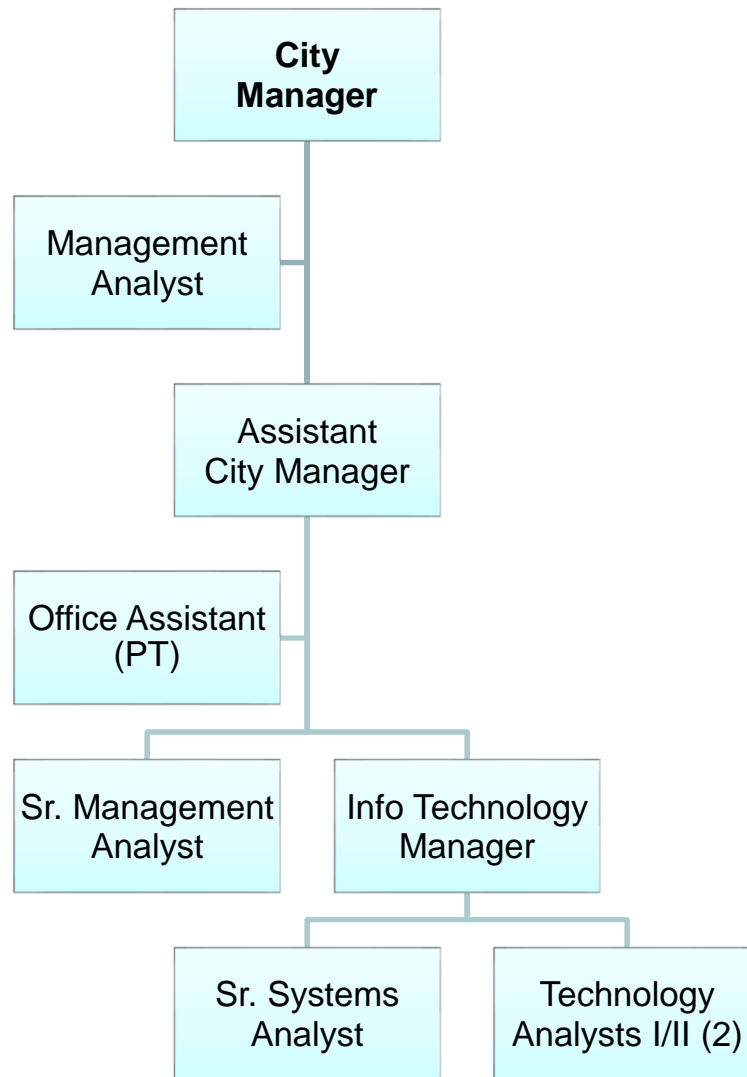 City
Manager
Management
Analyst
Assistant
City Manager
Office Assistant
(PT)
Sr. Management
Analyst
Info Technology
Manager
Sr. Systems
Analyst
Technology
Analysts I/II (2)